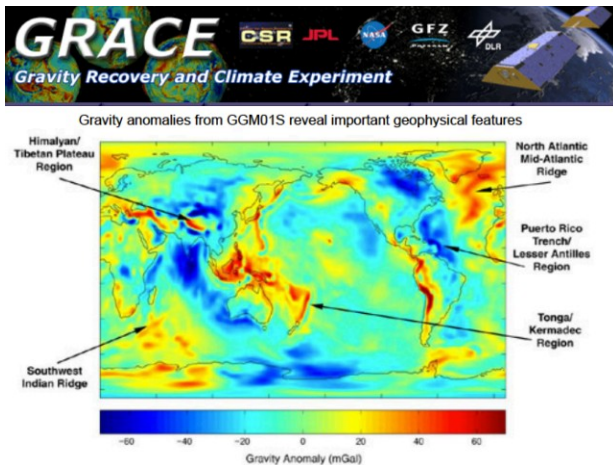 GRACE
CSR JPL NASA GFZ DLR
Gravity Recovery and Climate Experiment
Gravity anomalies from GGM01S reveal important geophysical features
Himalyan/
Tibetan Plateau
Region
North Atlantic
Mid-Atlantic
Ridge
Puerto Rico
Trench/
Lesser Antilles
Region
Tonga/
Kermadec
Region
Southwest
Indian Ridge
−60 −40 −20 0 20 40 60
Gravity Anomaly (mGal)